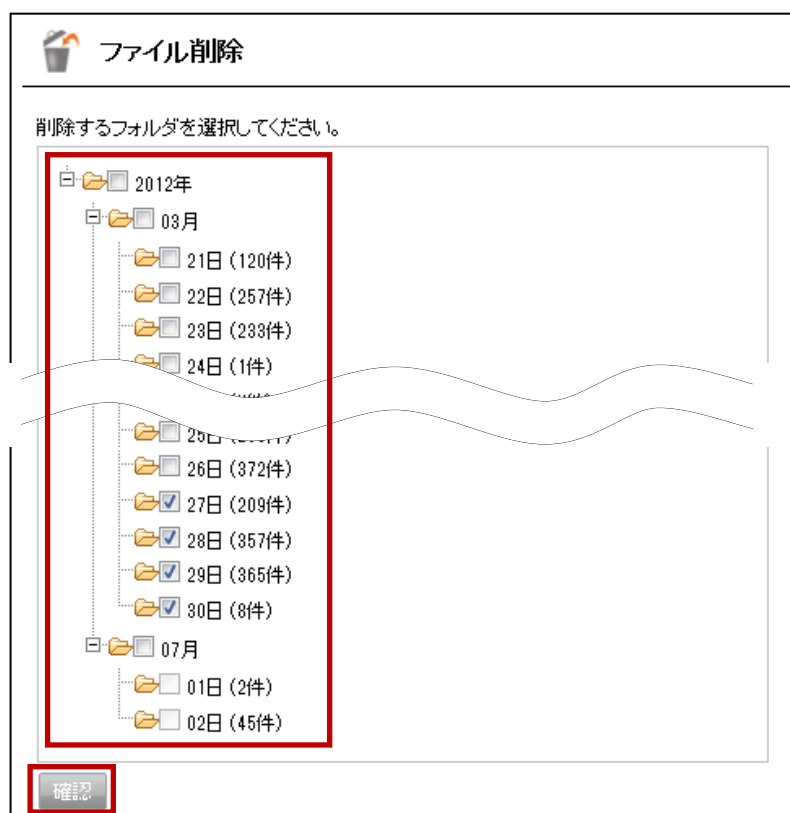 ファイル削除
削除するフォルダを選択してください。
2012年
03月
21日 (120件)
22日 (257件)
23日 (233件)
24日 (1件)
25日
26日 (372件)
27日 (209件)
28日 (357件)
29日 (365件)
30日 (8件)
07月
01日 (2件)
02日 (45件)
確認